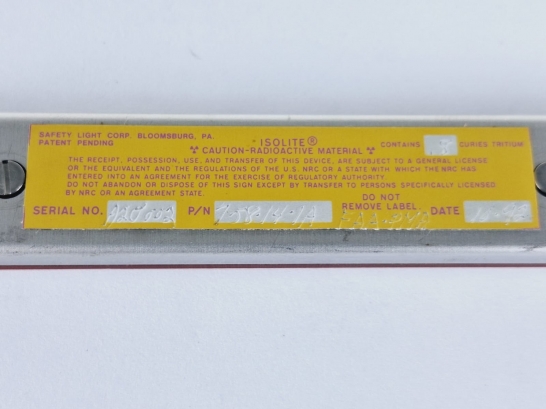 SAFETY LIGHT CORP. BLOOMSBURG, PA.
PATENT PENDING
ISOLITE®
CAUTION-RADIOACTIVE MATERIAL
CONTAINS .8 CURIES TRITIUM
THE RECEIPT, POSSESSION, USE, AND TRANSFER OF THIS DEVICE, ARE SUBJECT TO A GENERAL LICENSE
OR THE EQUIVALENT AND THE REGULATIONS OF THE U.S. NRC OR A STATE WITH WHICH THE NRC HAS
ENTERED INTO AN AGREEMENT FOR THE EXERCISE OF REGULATORY AUTHORITY.
DO NOT ABANDON OR DISPOSE OF THIS SIGN EXCEPT BY TRANSFER TO PERSONS SPECIFICALLY LICENSED
BY NRC OR AN AGREEMENT STATE.
DO NOT
REMOVE LABEL
SERIAL NO. P/N DATE